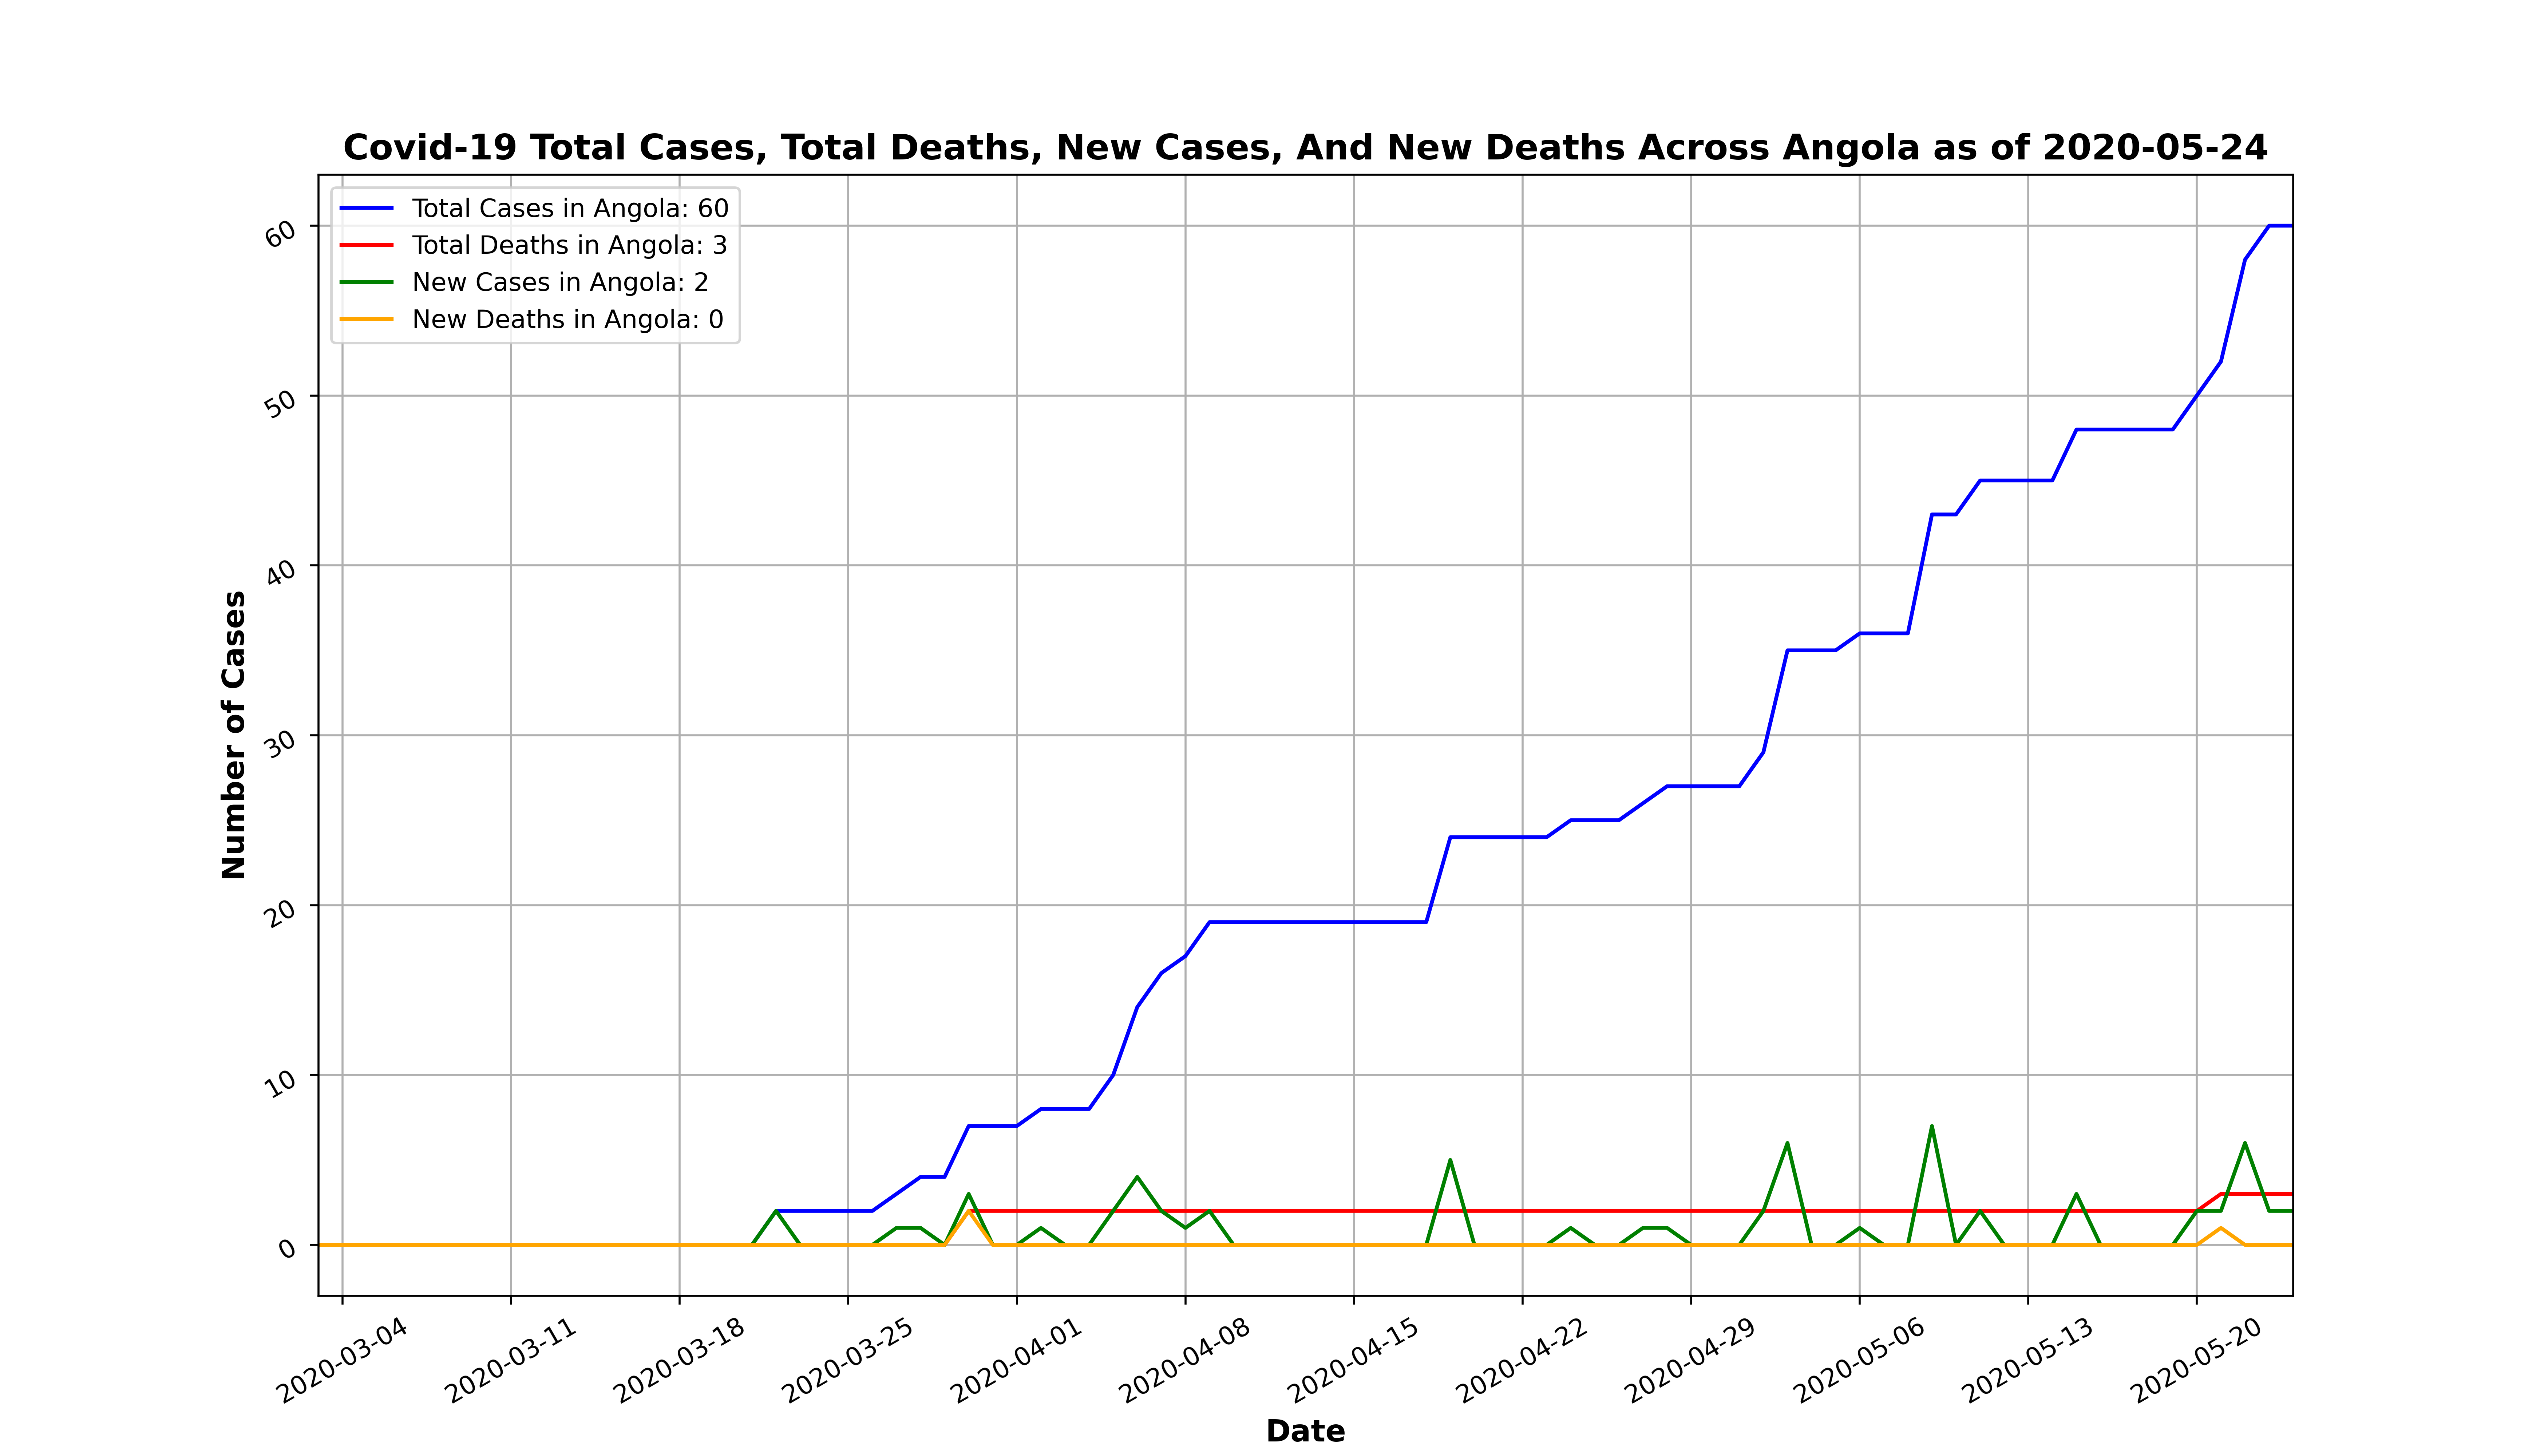 Covid-19 Total Cases, Total Deaths, New Cases, And New Deaths Across Angola as of 2020-05-24
Total Cases in Angola: 60
Total Deaths in Angola: 3
New Cases in Angola: 2
New Deaths in Angola: 0
Number of Cases
60
50
40
30
20
10
0
2020-03-04
2020-03-11
2020-03-18
2020-03-25
2020-04-01
2020-04-08
2020-04-15
2020-04-22
2020-04-29
2020-05-06
2020-05-13
2020-05-20
Date